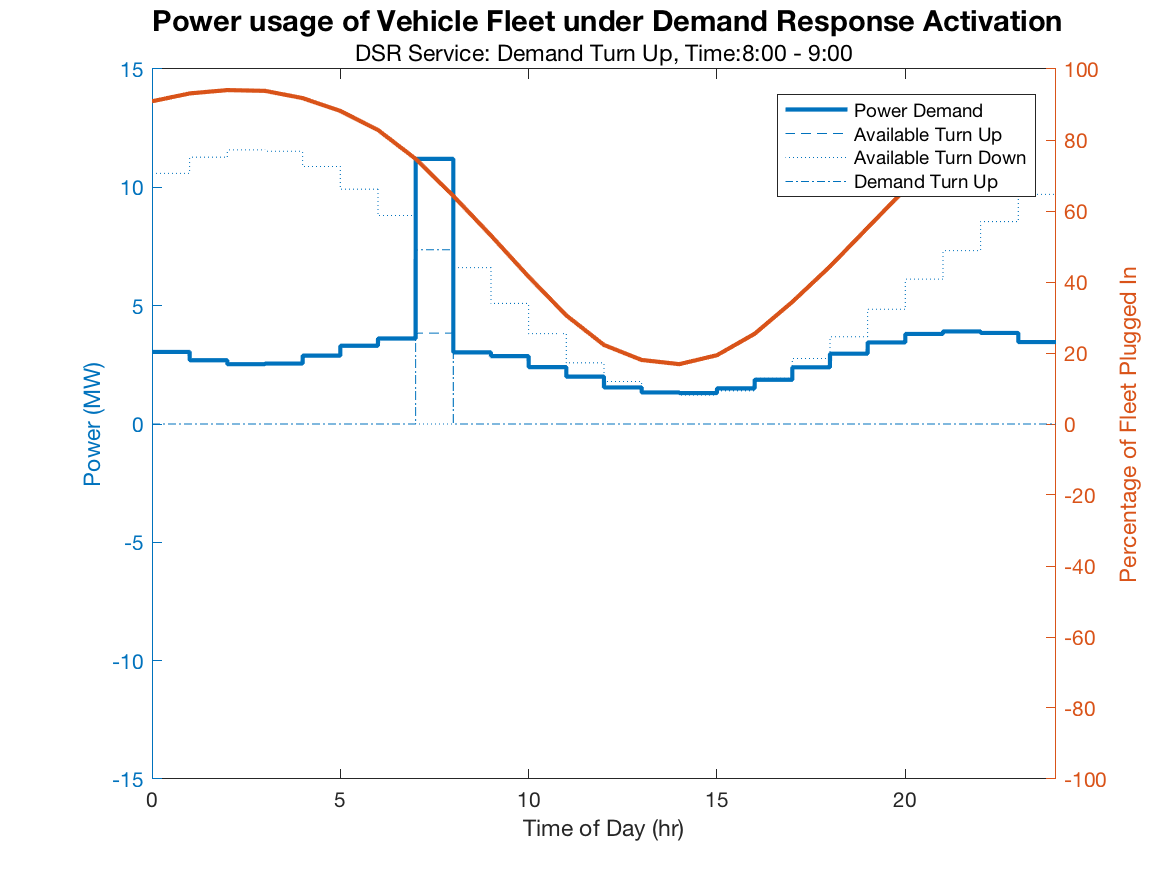 Power usage of Vehicle Fleet under Demand Response Activation
DSR Service: Demand Turn Up, Time:8:00 - 9:00
15
10
5
0
-5
-10
-15
Power (MW)
100
80
60
40
20
0
-20
-40
-60
-80
-100
Percentage of Fleet Plugged In
Power Demand
Available Turn Up
Available Turn Down
Demand Turn Up
0
5
10
15
20
Time of Day (hr)